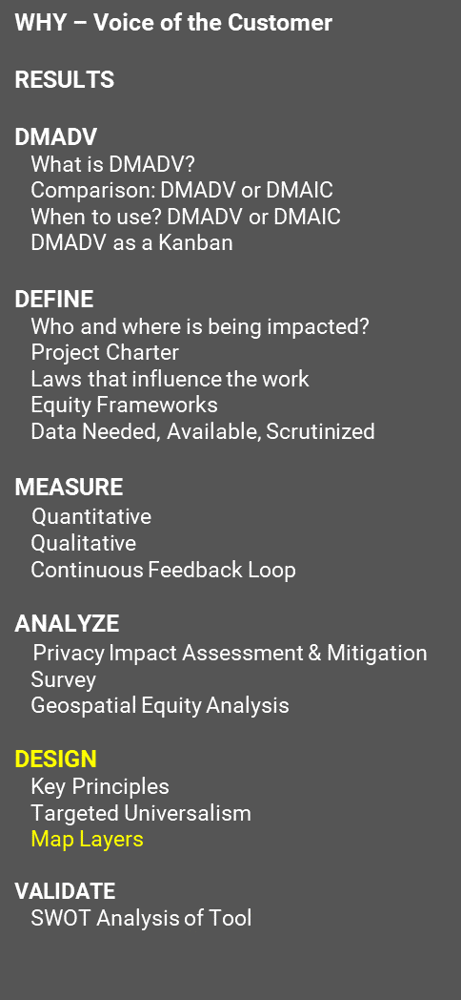 WHY – Voice of the Customer
RESULTS
DMADV
What is DMADV?
Comparison: DMADV or DMAIC
When to use? DMADV or DMAIC
DMADV as a Kanban
DEFINE
Who and where is being impacted?
Project Charter
Laws that influence the work
Equity Frameworks
Data Needed, Available, Scrutinized
MEASURE
Quantitative
Qualitative
Continuous Feedback Loop
ANALYZE
Privacy Impact Assessment & Mitigation
Survey
Geospatial Equity Analysis
DESIGN
Key Principles
Targeted Universalism
Map Layers
VALIDATE
SWOT Analysis of Tool